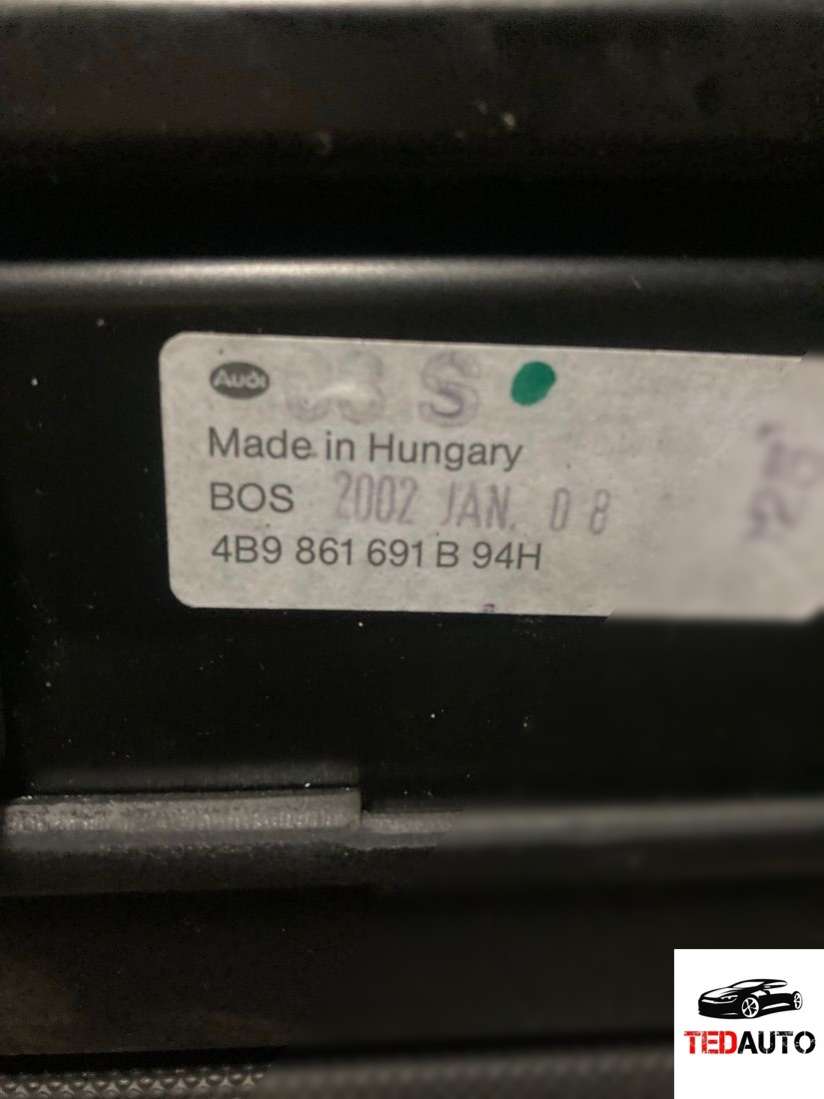 Audi
S
Made in Hungary
BOS 2002 JAN. 08
4B9 861 691 B 94H
TEDAUTO